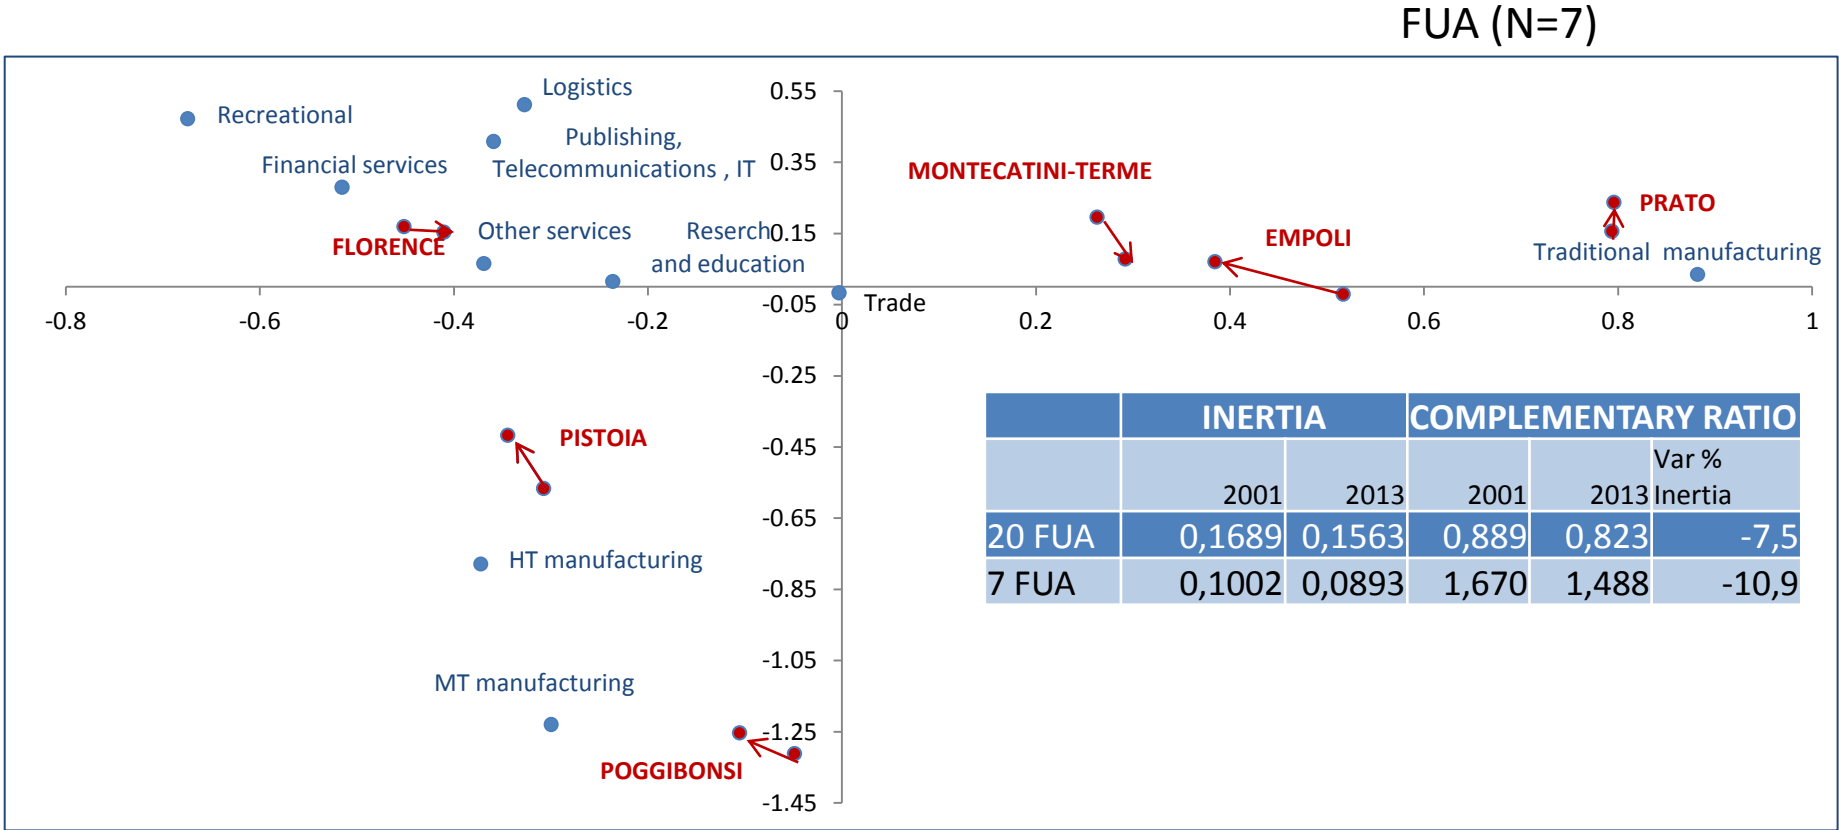 FUA (N=7)
Logistics
Recreational
Publishing,
Telecommunications , IT
Financial services
FLORENCE
Other services
Reserch
and education
Trade
MONTECATINI-TERME
EMPOLI
PRATO
Traditional manufacturing
PISTOIA
HT manufacturing
MT manufacturing
POGGIBONSI
0.55
0.35
0.15
-0.05
-0.25
-0.45
-0.65
-0.85
-1.05
-1.25
-1.45
-0.8 -0.6 -0.4 -0.2 0 0.2 0.4 0.6 0.8 1
INERTIA COMPLEMENTARY RATIO
2001 2013 2001 2013 Var %
Inertia
20 FUA 0,1689 0,1563 0,889 0,823 -7,5
7 FUA 0,1002 0,0893 1,670 1,488 -10,9